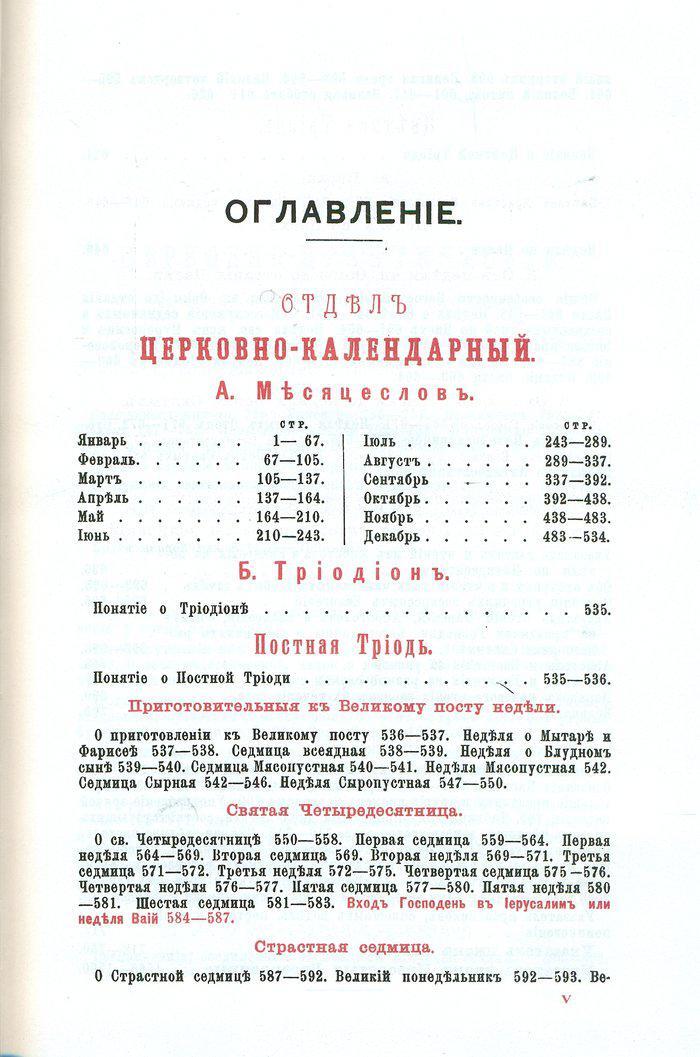 ОГЛАВЛЕНІЕ.
ОТДѢЛЪ
ЦЕРКОВНО-КАЛЕНДАРНЫЙ.
А. Мѣсяцесловъ.
СТР.
Январь . . . . . . . 1— 67.
Февраль. . . . . . . 67—105.
Мартъ . . . . . . . 105—137.
Апрѣль . . . . . . . 137—164.
Май . . . . . . . . 164—210.
Іюнь . . . . . . . . 210—243.
СТР.
Іюль . . . . . . . . 243—289.
Августъ . . . . . . . 289—337.
Сентябрь . . . . . . 337—392.
Октябрь . . . . . . . 392—438.
Ноябрь . . . . . . . 438—483.
Декабрь . . . . . . . 483—534.
Б. Тріодіонъ.
Понятіе о Тріодіонѣ . . . . . . . . . . . . . . . 535.
Постная Тріодь.
Понятіе о Постной Тріоди . . . . . . . . . . . . 535—536.
Приготовительныя къ Великому посту недѣли.
О приготовленіи къ Великому посту 536—537. Недѣля о Мытарѣ и
Фарисеѣ 537—538. Седмица всеядная 538—539. Недѣля о Блудномъ
сынѣ 539—540. Седмица Мясопустная 540—541. Недѣля Мясопустная 542.
Седмица Сырная 542—546. Недѣля Сыропустная 547—550.
Святая Четыредесятница.
О св. Четыредесятницѣ 550—558. Первая седмица 559—564. Первая
недѣля 564—569. Вторая седмица 569. Вторая недѣля 569—571. Третья
седмица 571—572. Третья недѣля 572—575. Четвертая седмица 575—576.
Четвертая недѣля 576—577. Пятая седмица 577—580. Пятая недѣля 580
—581. Шестая седмица 581—583. Входъ Господень въ Іерусалимъ или
недѣля Ваій 584—587.
Страстная седмица.
О Страстной седмицѣ 587—592. Великій понедѣльникъ 592—593. Ве-
V